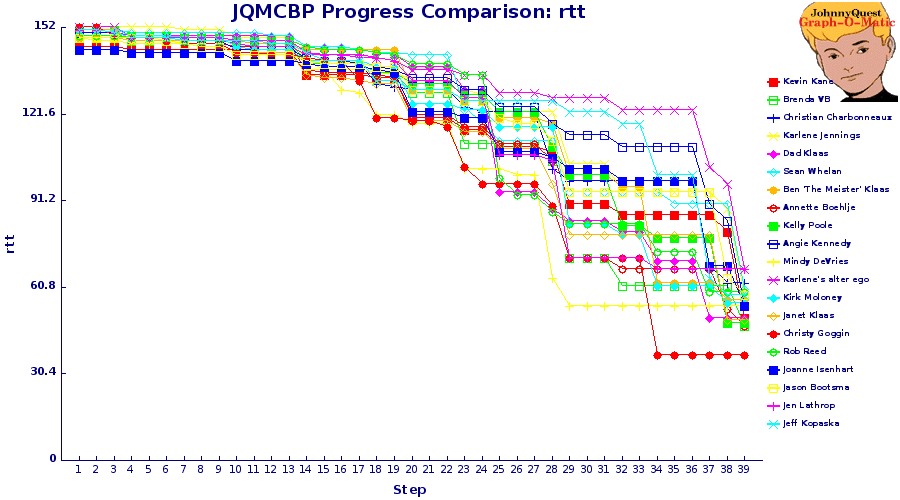 JQMCBP Progress Comparison: rtt
JohnnyQuest
Graph-O-Matic
152
121.6
91.2
60.8
30.4
0
rtt
1 2 3 4 5 6 7 8 9 10 11 12 13 14 15 16 17 18 19 20 21 22 23 24 25 26 27 28 29 30 31 32 33 34 35 36 37 38 39
Step
Kevin Kane
Brenda VB
Christian Charbonneaux
Karlene Jennings
Dad Klaas
Sean Whelan
Ben 'The Meister' Klaas
Annette Boehlje
Kelly Poole
Angie Kennedy
Mindy DeVries
Karlene's alter ego
Kirk Moloney
Janet Klaas
Christy Goggin
Rob Reed
Joanne Isenhart
Jason Bootsma
Jen Lathrop
Jeff Kopaska